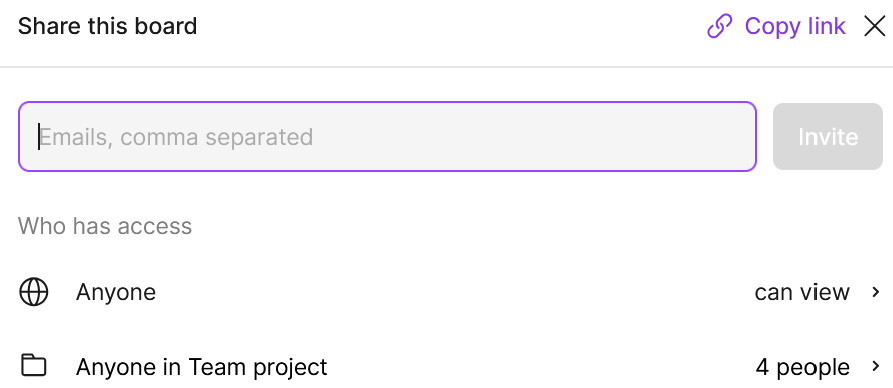 Share this board
Copy link
Emails, comma separated
Invite
Who has access
Anyone
can view
Anyone in Team project
4 people